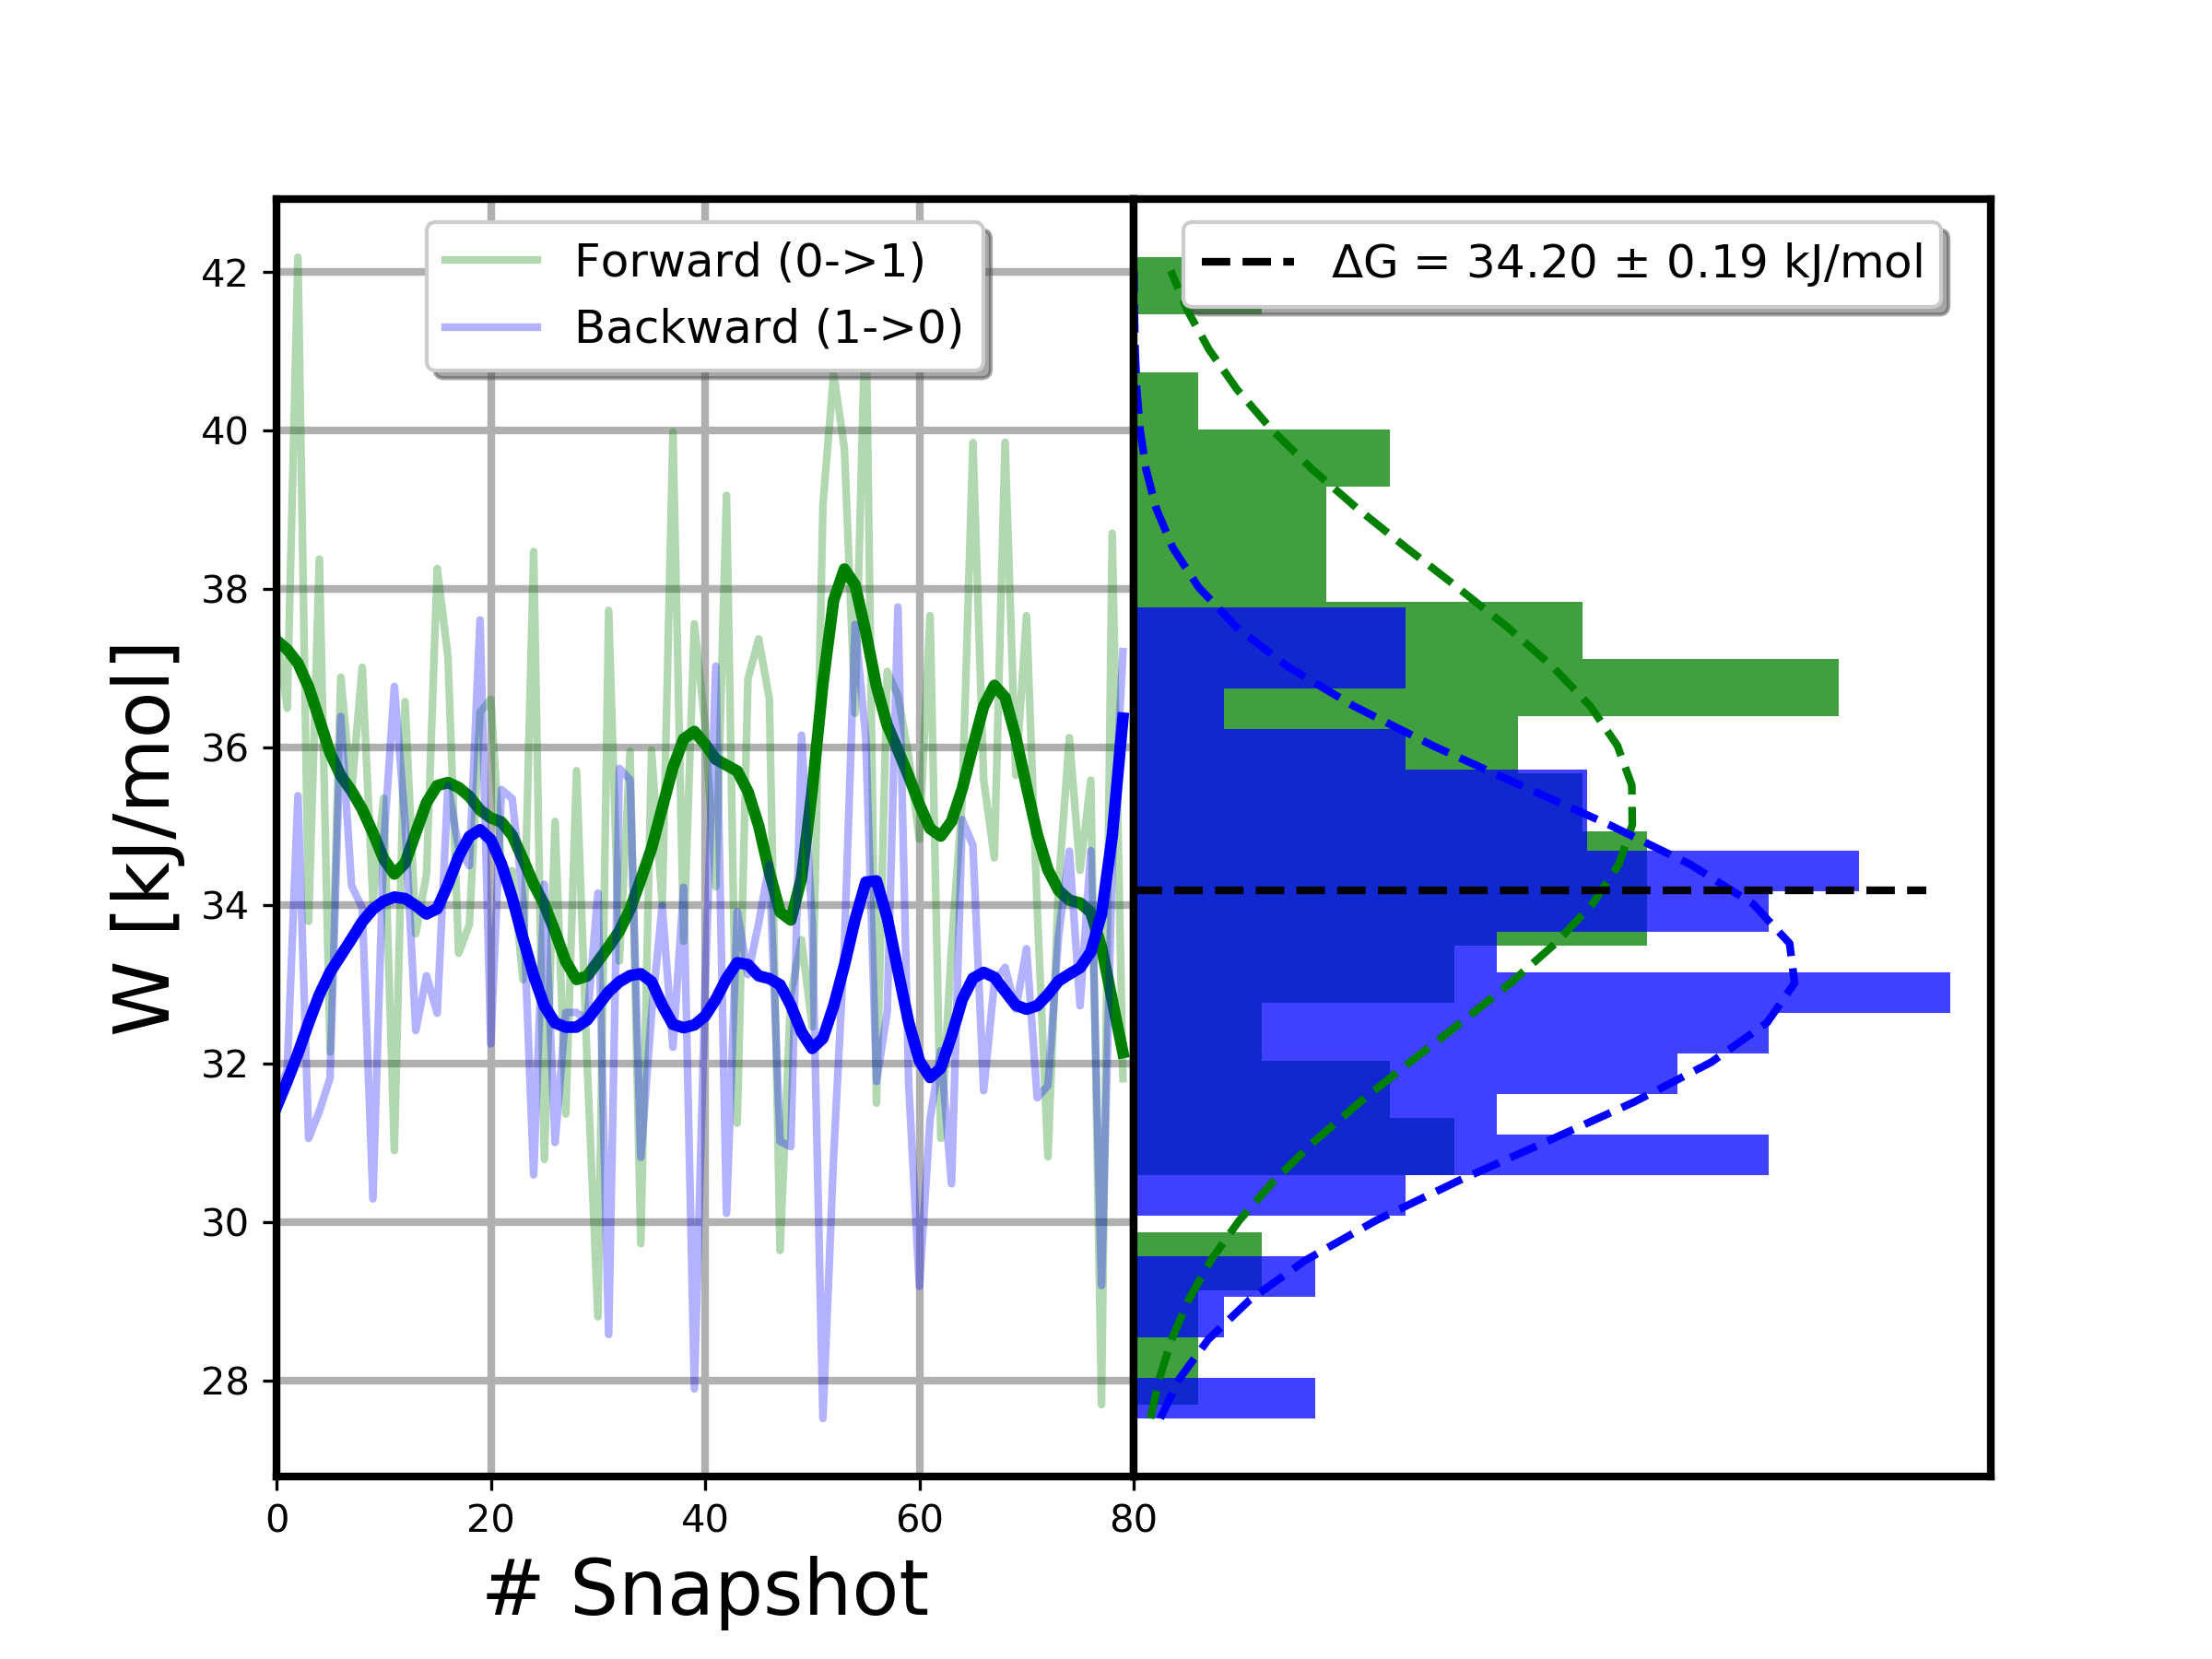 Forward (0->1)
Backward (1->0)
ΔG = 34.20 ± 0.19 kJ/mol
42
40
38
36
34
32
30
28
W [kJ/mol]
0 20 40 60 80
# Snapshot